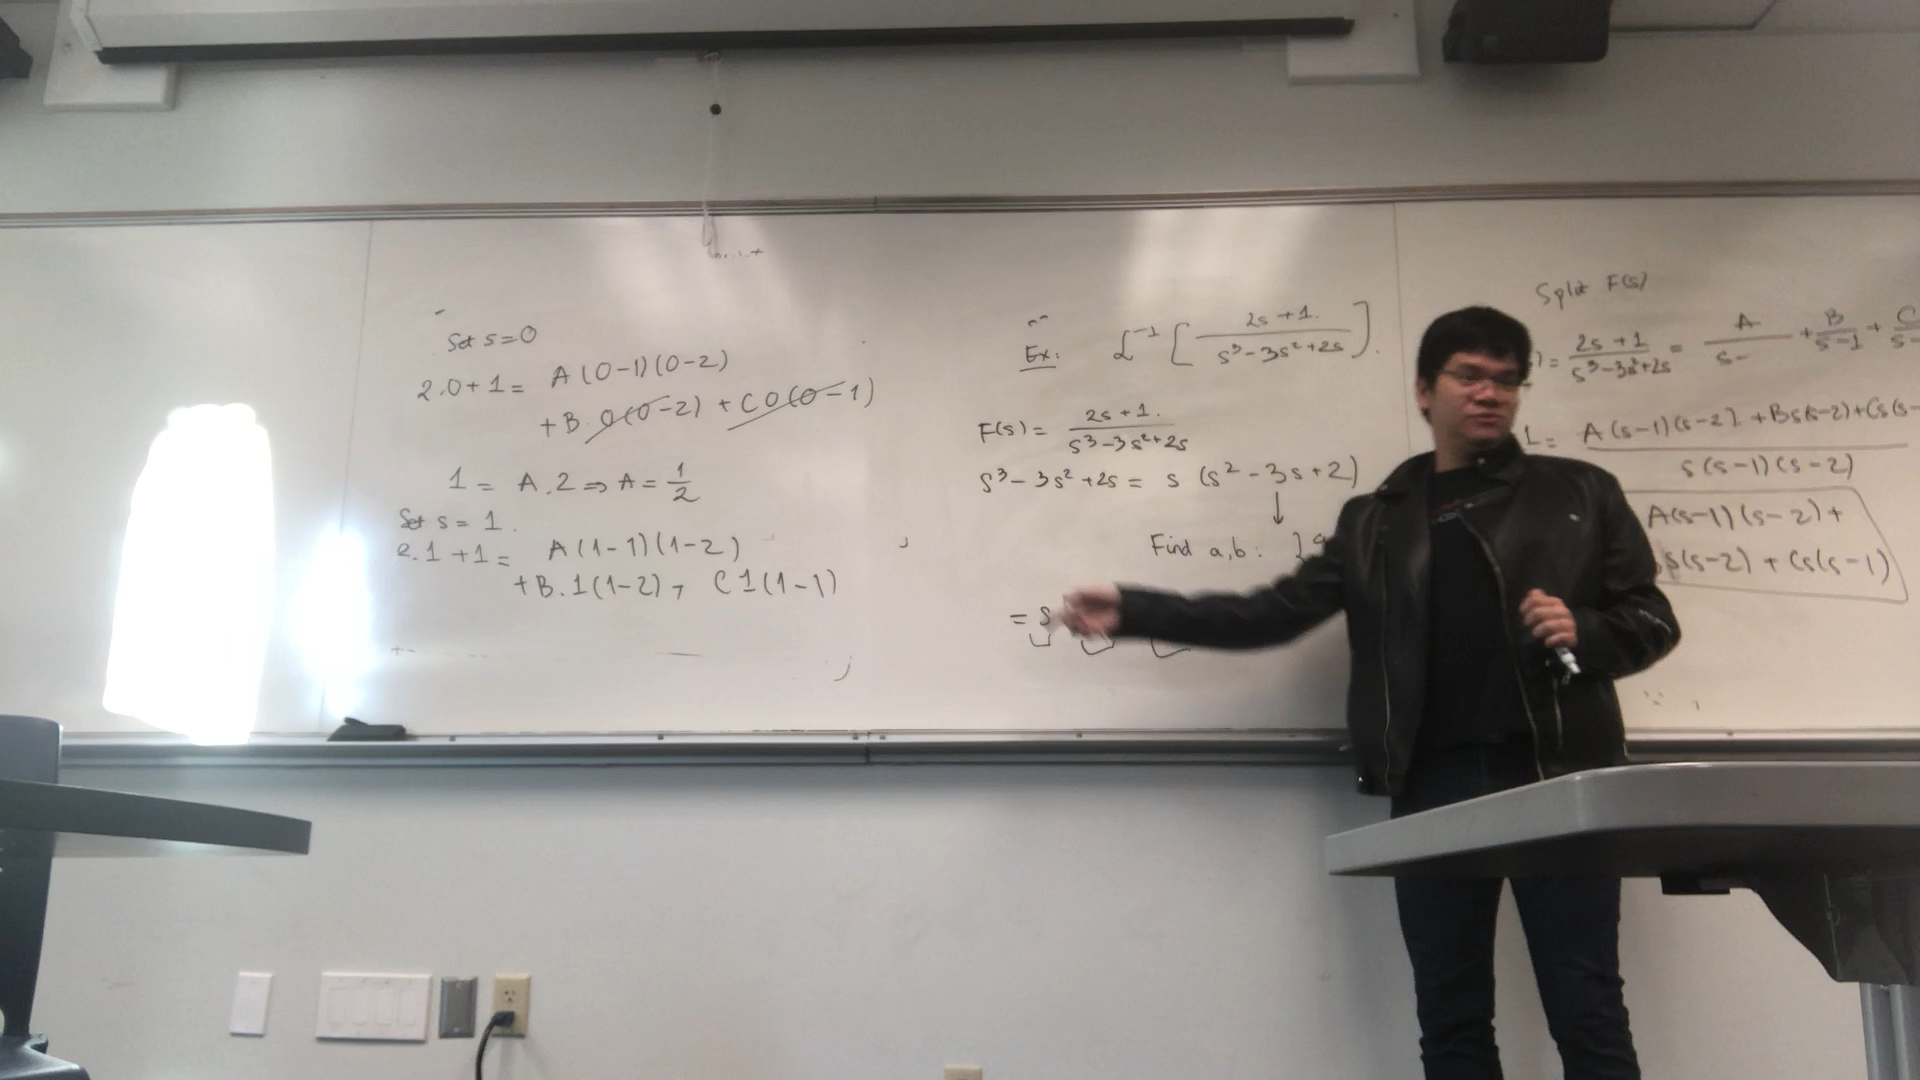 Set s=0
2.0+1 = A(0-1)(0-2)
+ B.0(0-2) + C0(0-1)
1 = A.2 ⇒ A = 1/2
Set s = 1.
2.1+1 = A(1-1)(1-2)
+B.1(1-2) + C1(1-1)
Ex: ℒ⁻¹ [ (2s+1)/(s³-3s²+2s) ].
F(s) = (2s+1)/(s³-3s²+2s)
s³-3s²+2s = s (s²-3s+2)
↓
Find a,b:
= s
Split F(s)
) = (2s+1)/(s³-3s²+2s) = A/(s- + B/(s-1) + C/(s-
1 = (A(s-1)(s-2) + Bs(s-2) + Cs(s-)/(s(s-1)(s-2))
A(s-1)(s-2) +
s(s-2) + Cs(s-1)